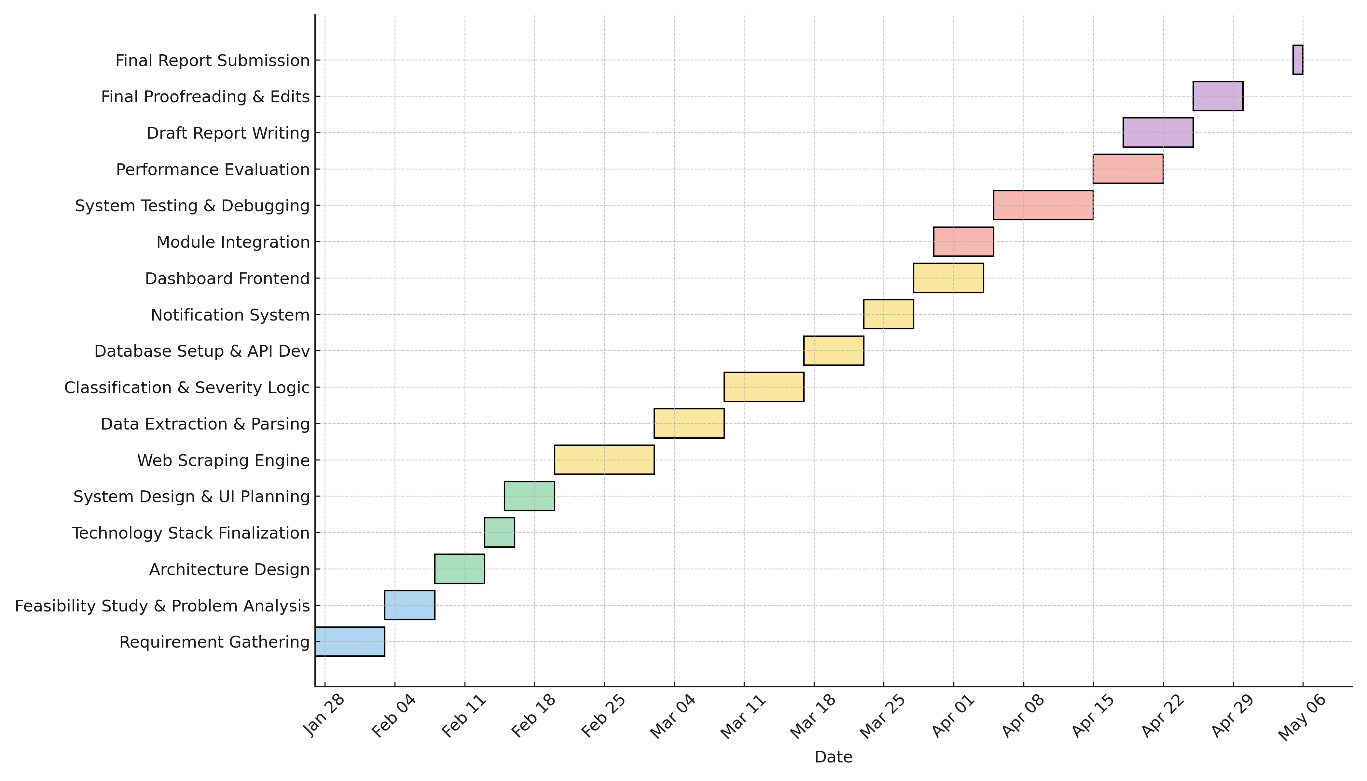 Final Report Submission
Final Proofreading & Edits
Draft Report Writing
Performance Evaluation
System Testing & Debugging
Module Integration
Dashboard Frontend
Notification System
Database Setup & API Dev
Classification & Severity Logic
Data Extraction & Parsing
Web Scraping Engine
System Design & UI Planning
Technology Stack Finalization
Architecture Design
Feasibility Study & Problem Analysis
Requirement Gathering
Jan 28
Feb 04
Feb 11
Feb 18
Feb 25
Mar 04
Mar 11
Mar 18
Mar 25
Apr 01
Apr 08
Apr 15
Apr 22
Apr 29
May 06
Date